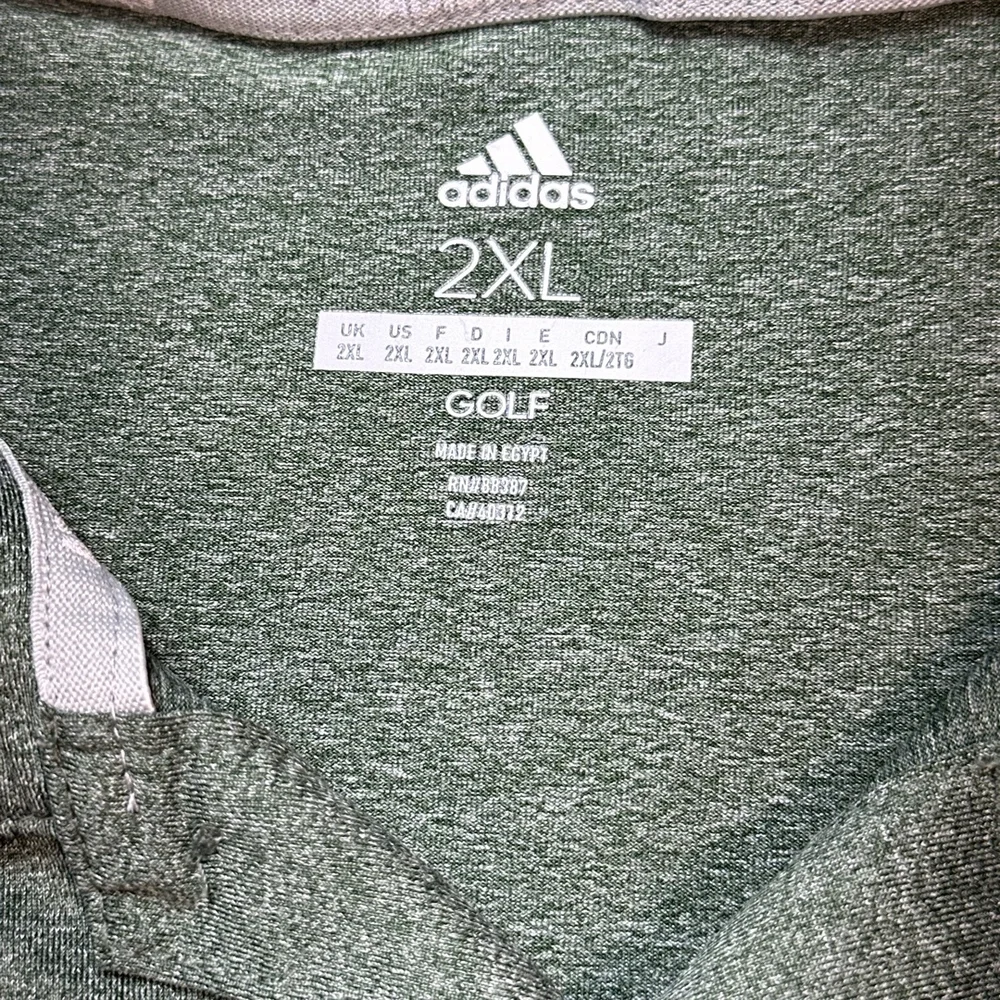 adidas
2XL
UK US F D I E CDN J
2XL 2XL 2XL 2XL 2XL 2XL 2XL/2TG
GOLF
MADE IN EGYPT
RN#88387
CA#40312